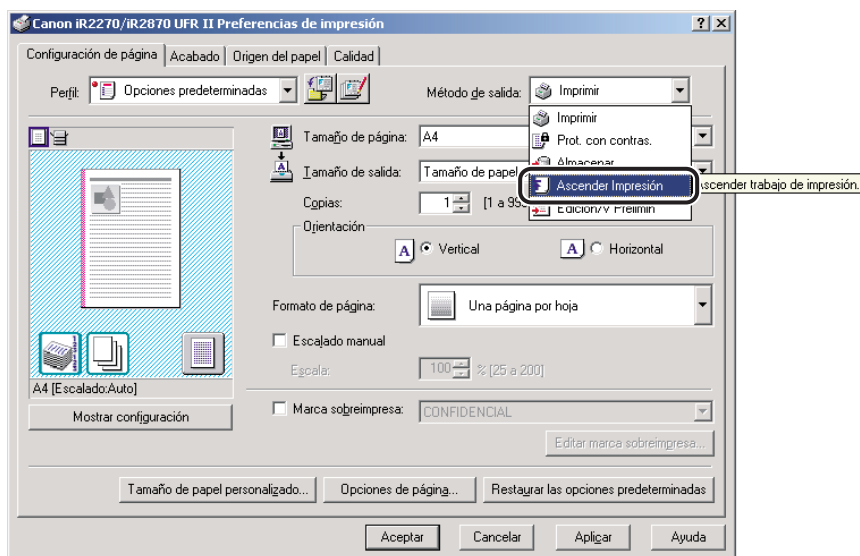 Canon iR2270/iR2870 UFR II Preferencias de impresión
Configuración de página Acabado Origen del papel Calidad
Perfil: Opciones predeterminadas Método de salida: Imprimir
Imprimir
Prot. con contras.
Almacenar
Ascender Impresión
Edición/V Prelimin
Ascender trabajo de impresión.
Tamaño de página: A4
Tamaño de salida: Tamaño de papel
Copias: 1 [1 a 999
Orientación
A Vertical A Horizontal
Formato de página: Una página por hoja
Escalado manual
Escala: 100 % [25 a 200]
A4 [Escalado:Auto]
Mostrar configuración
Marca sobreimpresa: CONFIDENCIAL
Editar marca sobreimpresa...
Tamaño de papel personalizado... Opciones de página... Restaurar las opciones predeterminadas
Aceptar Cancelar Aplicar Ayuda